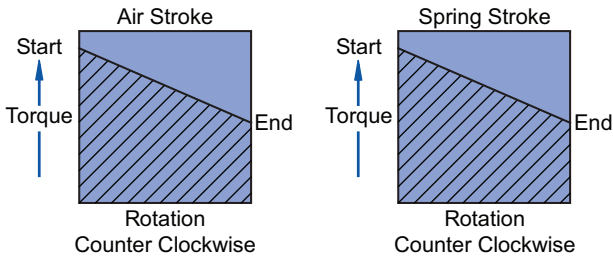 Air Stroke
Start
Torque
End
Rotation
Counter Clockwise
Spring Stroke
Start
Torque
End
Rotation
Counter Clockwise